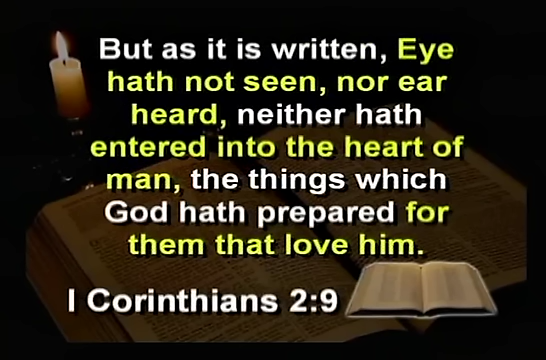 But as it is written, Eye
hath not seen, nor ear
heard, neither hath
entered into the heart of
man, the things which
God hath prepared for
them that love him.
I Corinthians 2:9